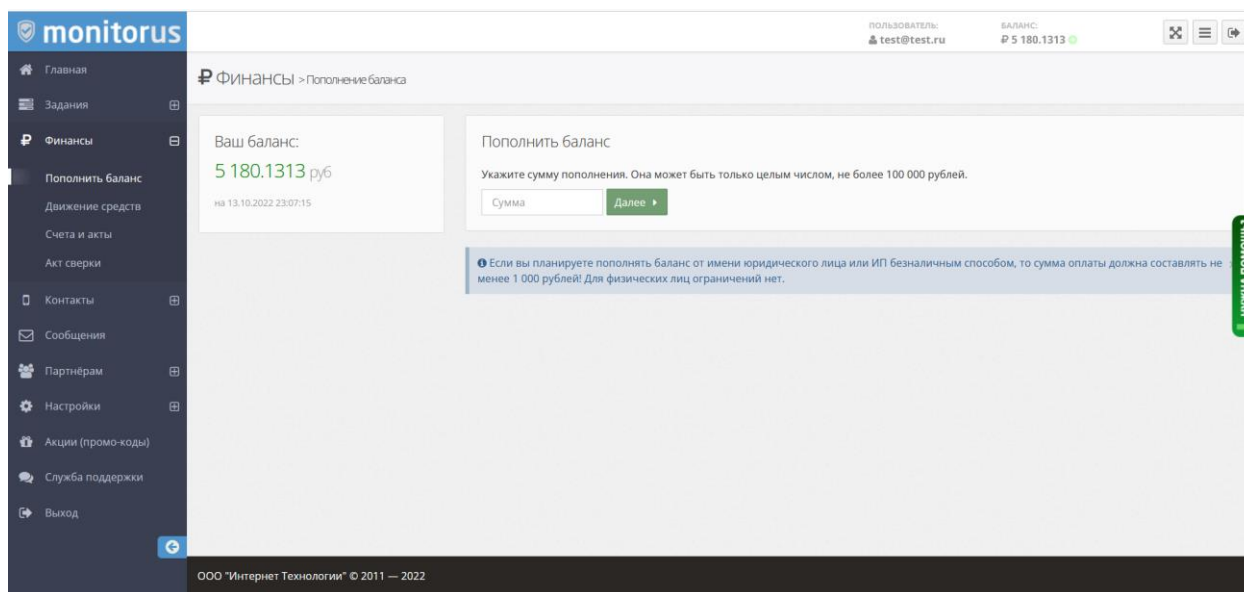 monitorus
ПОЛЬЗОВАТЕЛЬ:
test@test.ru
БАЛАНС:
₽ 5 180.1313
Главная
Задания
Финансы
Пополнить баланс
Движение средств
Счета и акты
Акт сверки
Контакты
Сообщения
Партнёрам
Настройки
Акции (промо-коды)
Служба поддержки
Выход
₽ Финансы > Пополнение баланса
Ваш баланс:
5 180.1313 руб
на 13.10.2022 23:07:15
Пополнить баланс
Укажите сумму пополнения. Она может быть только целым числом, не более 100 000 рублей.
Сумма
Далее
Если вы планируете пополнять баланс от имени юридического лица или ИП безналичным способом, то сумма оплаты должна составлять не
менее 1 000 рублей! Для физических лиц ограничений нет.
ООО "Интернет Технологии" © 2011 — 2022